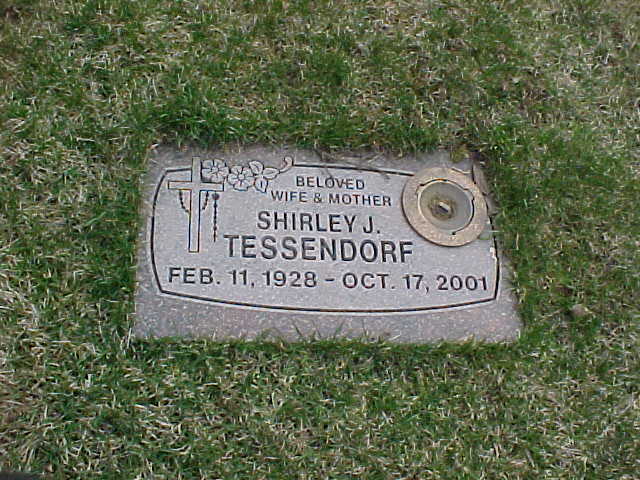 BELOVED
WIFE & MOTHER
SHIRLEY J.
TESSENDORF
FEB. 11, 1928 - OCT. 17, 2001